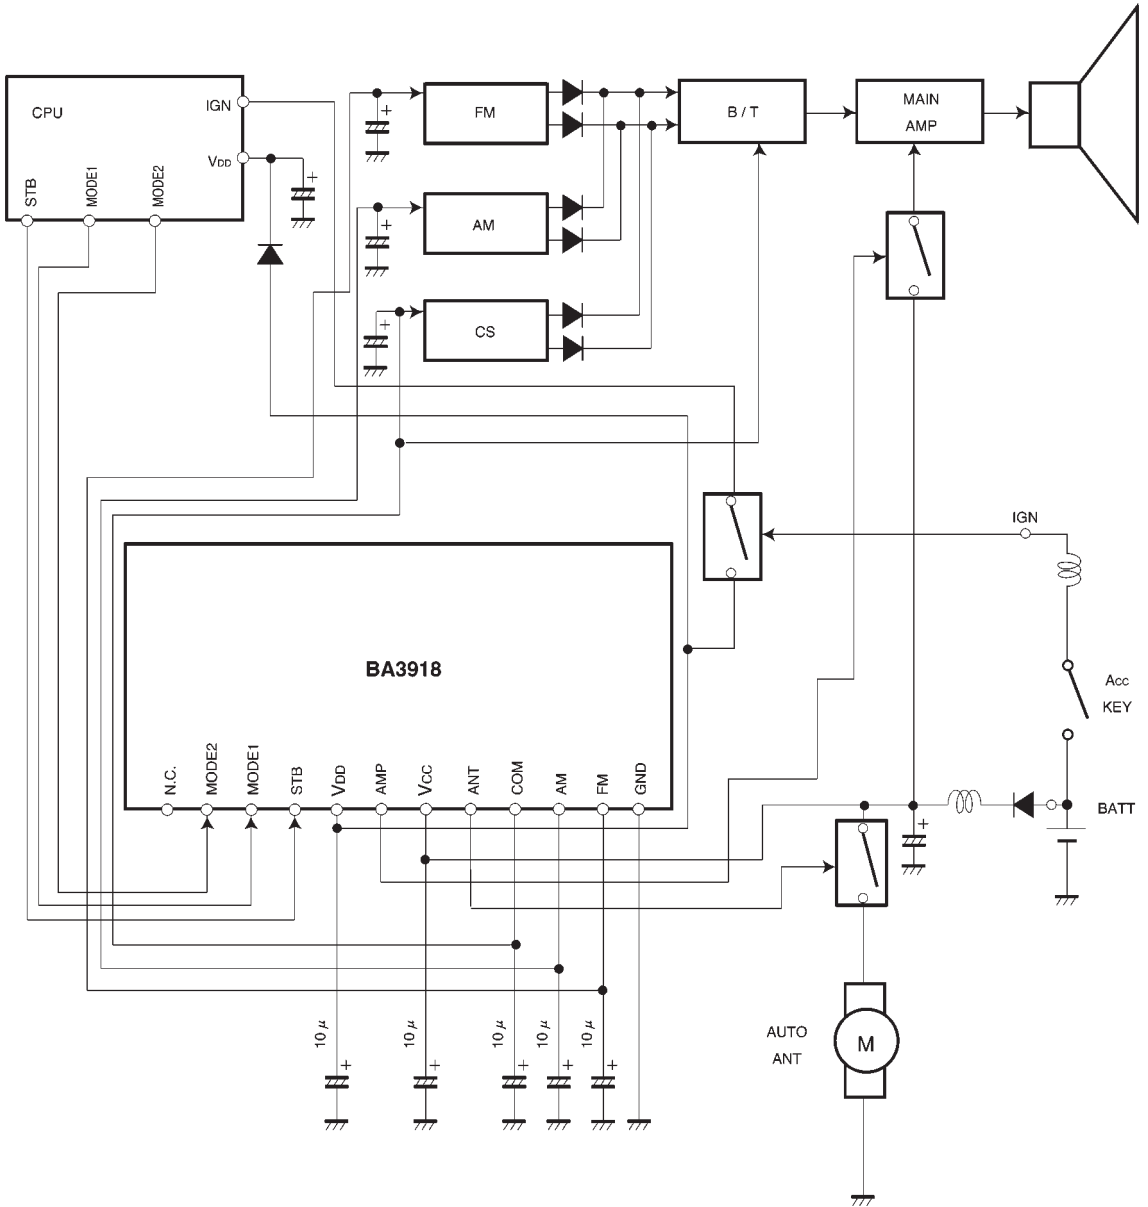 CPU
IGN
VDD
STB
MODE1
MODE2
+
FM
B / T
MAIN
AMP
+
+
AM
+
CS
IGN
BA3918
Acc
KEY
N.C.
MODE2
MODE1
STB
VDD
AMP
VCC
ANT
COM
AM
FM
GND
BATT
+
10 μ
10 μ
10 μ
10 μ
10 μ
+
+
+
+
+
AUTO
ANT
M